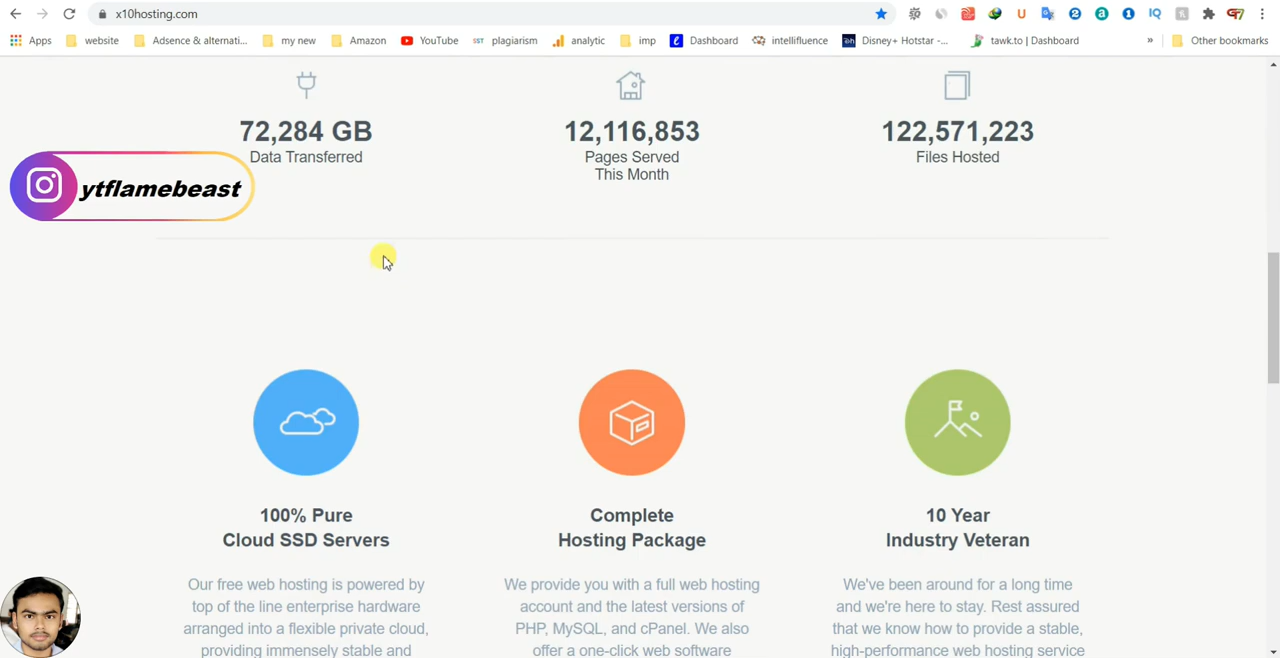 x10hosting.com
Apps website Adsence & alternati... my new Amazon YouTube SST plagiarism analytic imp Dashboard intellifluence Disney+ Hotstar -... tawk.to | Dashboard » Other bookmarks
72,284 GB
Data Transferred
12,116,853
Pages Served
This Month
122,571,223
Files Hosted
ytflamebeast
100% Pure
Cloud SSD Servers
Our free web hosting is powered by
top of the line enterprise hardware
arranged into a flexible private cloud,
providing immensely stable and
Complete
Hosting Package
We provide you with a full web hosting
account and the latest versions of
PHP, MySQL, and cPanel. We also
offer a one-click web software
10 Year
Industry Veteran
We've been around for a long time
and we're here to stay. Rest assured
that we know how to provide a stable,
high-performance web hosting service